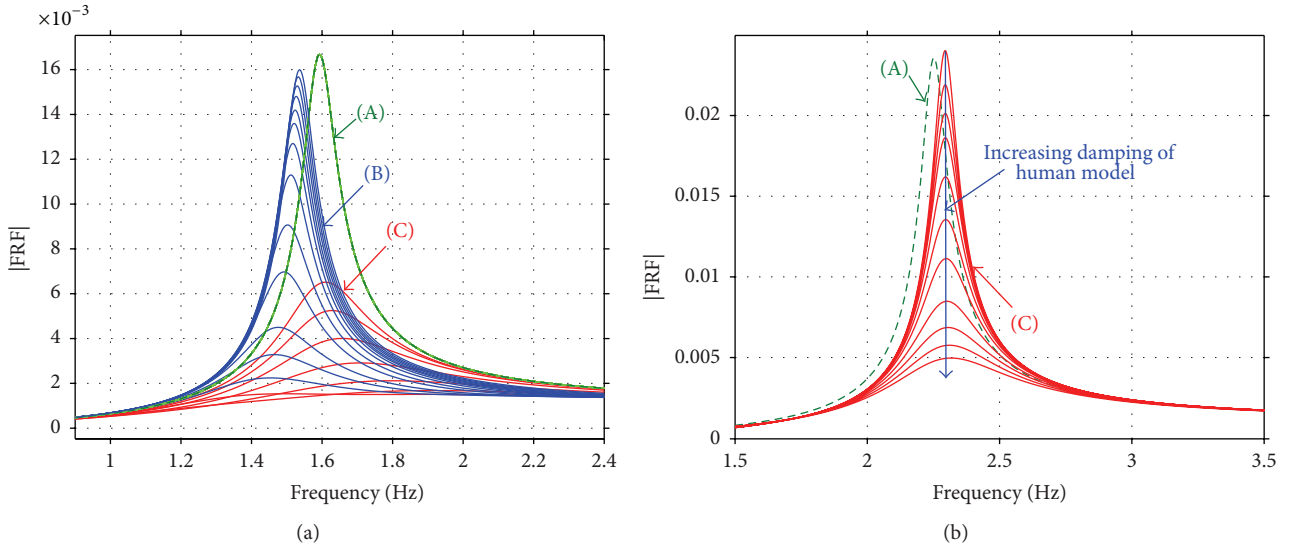 ×10⁻³
16
14
12
10
8
6
4
2
0
|FRF|
(A)
(B)
(C)
1
1.2
1.4
1.6
1.8
2
2.2
2.4
Frequency (Hz)
(a)
0.02
0.015
0.01
0.005
0
|FRF|
(A)
Increasing damping of
human model
(C)
1.5
2
2.5
3
3.5
Frequency (Hz)
(b)